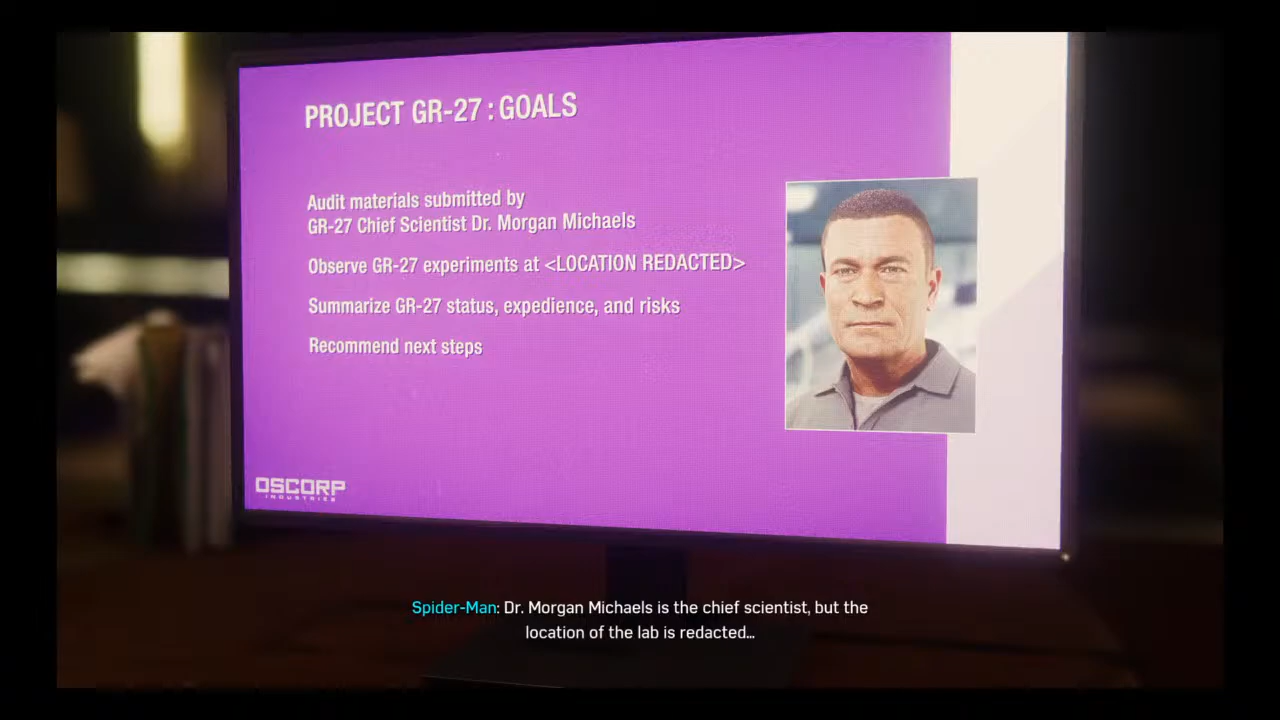 PROJECT GR-27 : GOALS
Audit materials submitted by
GR-27 Chief Scientist Dr. Morgan Michaels
Observe GR-27 experiments at <LOCATION REDACTED>
Summarize GR-27 status, expedience, and risks
Recommend next steps
OSCORP
INDUSTRIES
Spider-Man: Dr. Morgan Michaels is the chief scientist, but the
location of the lab is redacted...